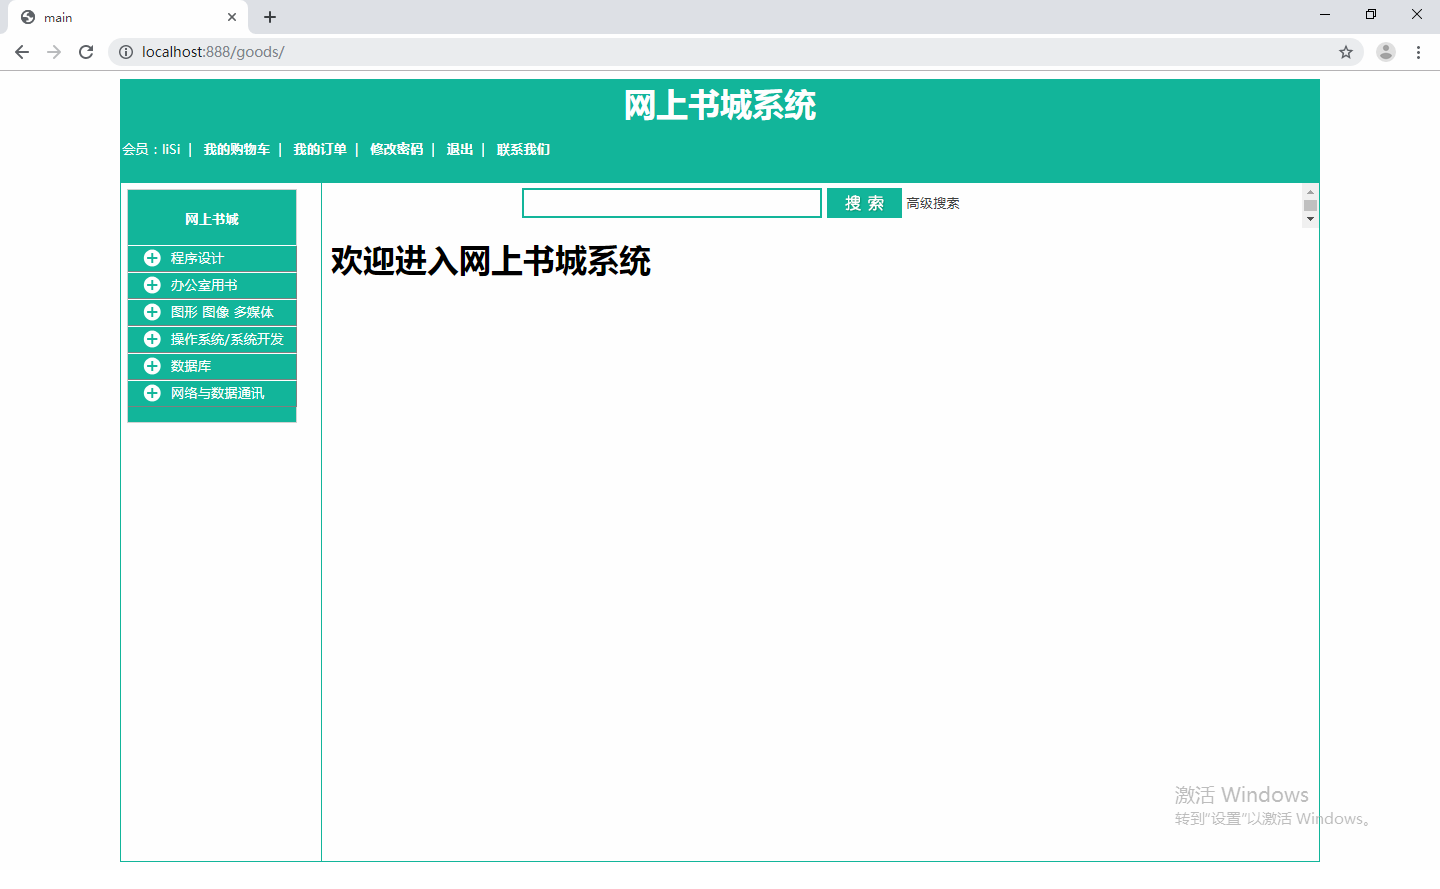 main
localhost:888/goods/
网上书城系统
会员：liSi | 我的购物车 | 我的订单 | 修改密码 | 退出 | 联系我们
网上书城
搜 索 高级搜索
程序设计
欢迎进入网上书城系统
办公室用书
图形 图像 多媒体
操作系统/系统开发
数据库
网络与数据通讯
激活 Windows
转到"设置"以激活 Windows。